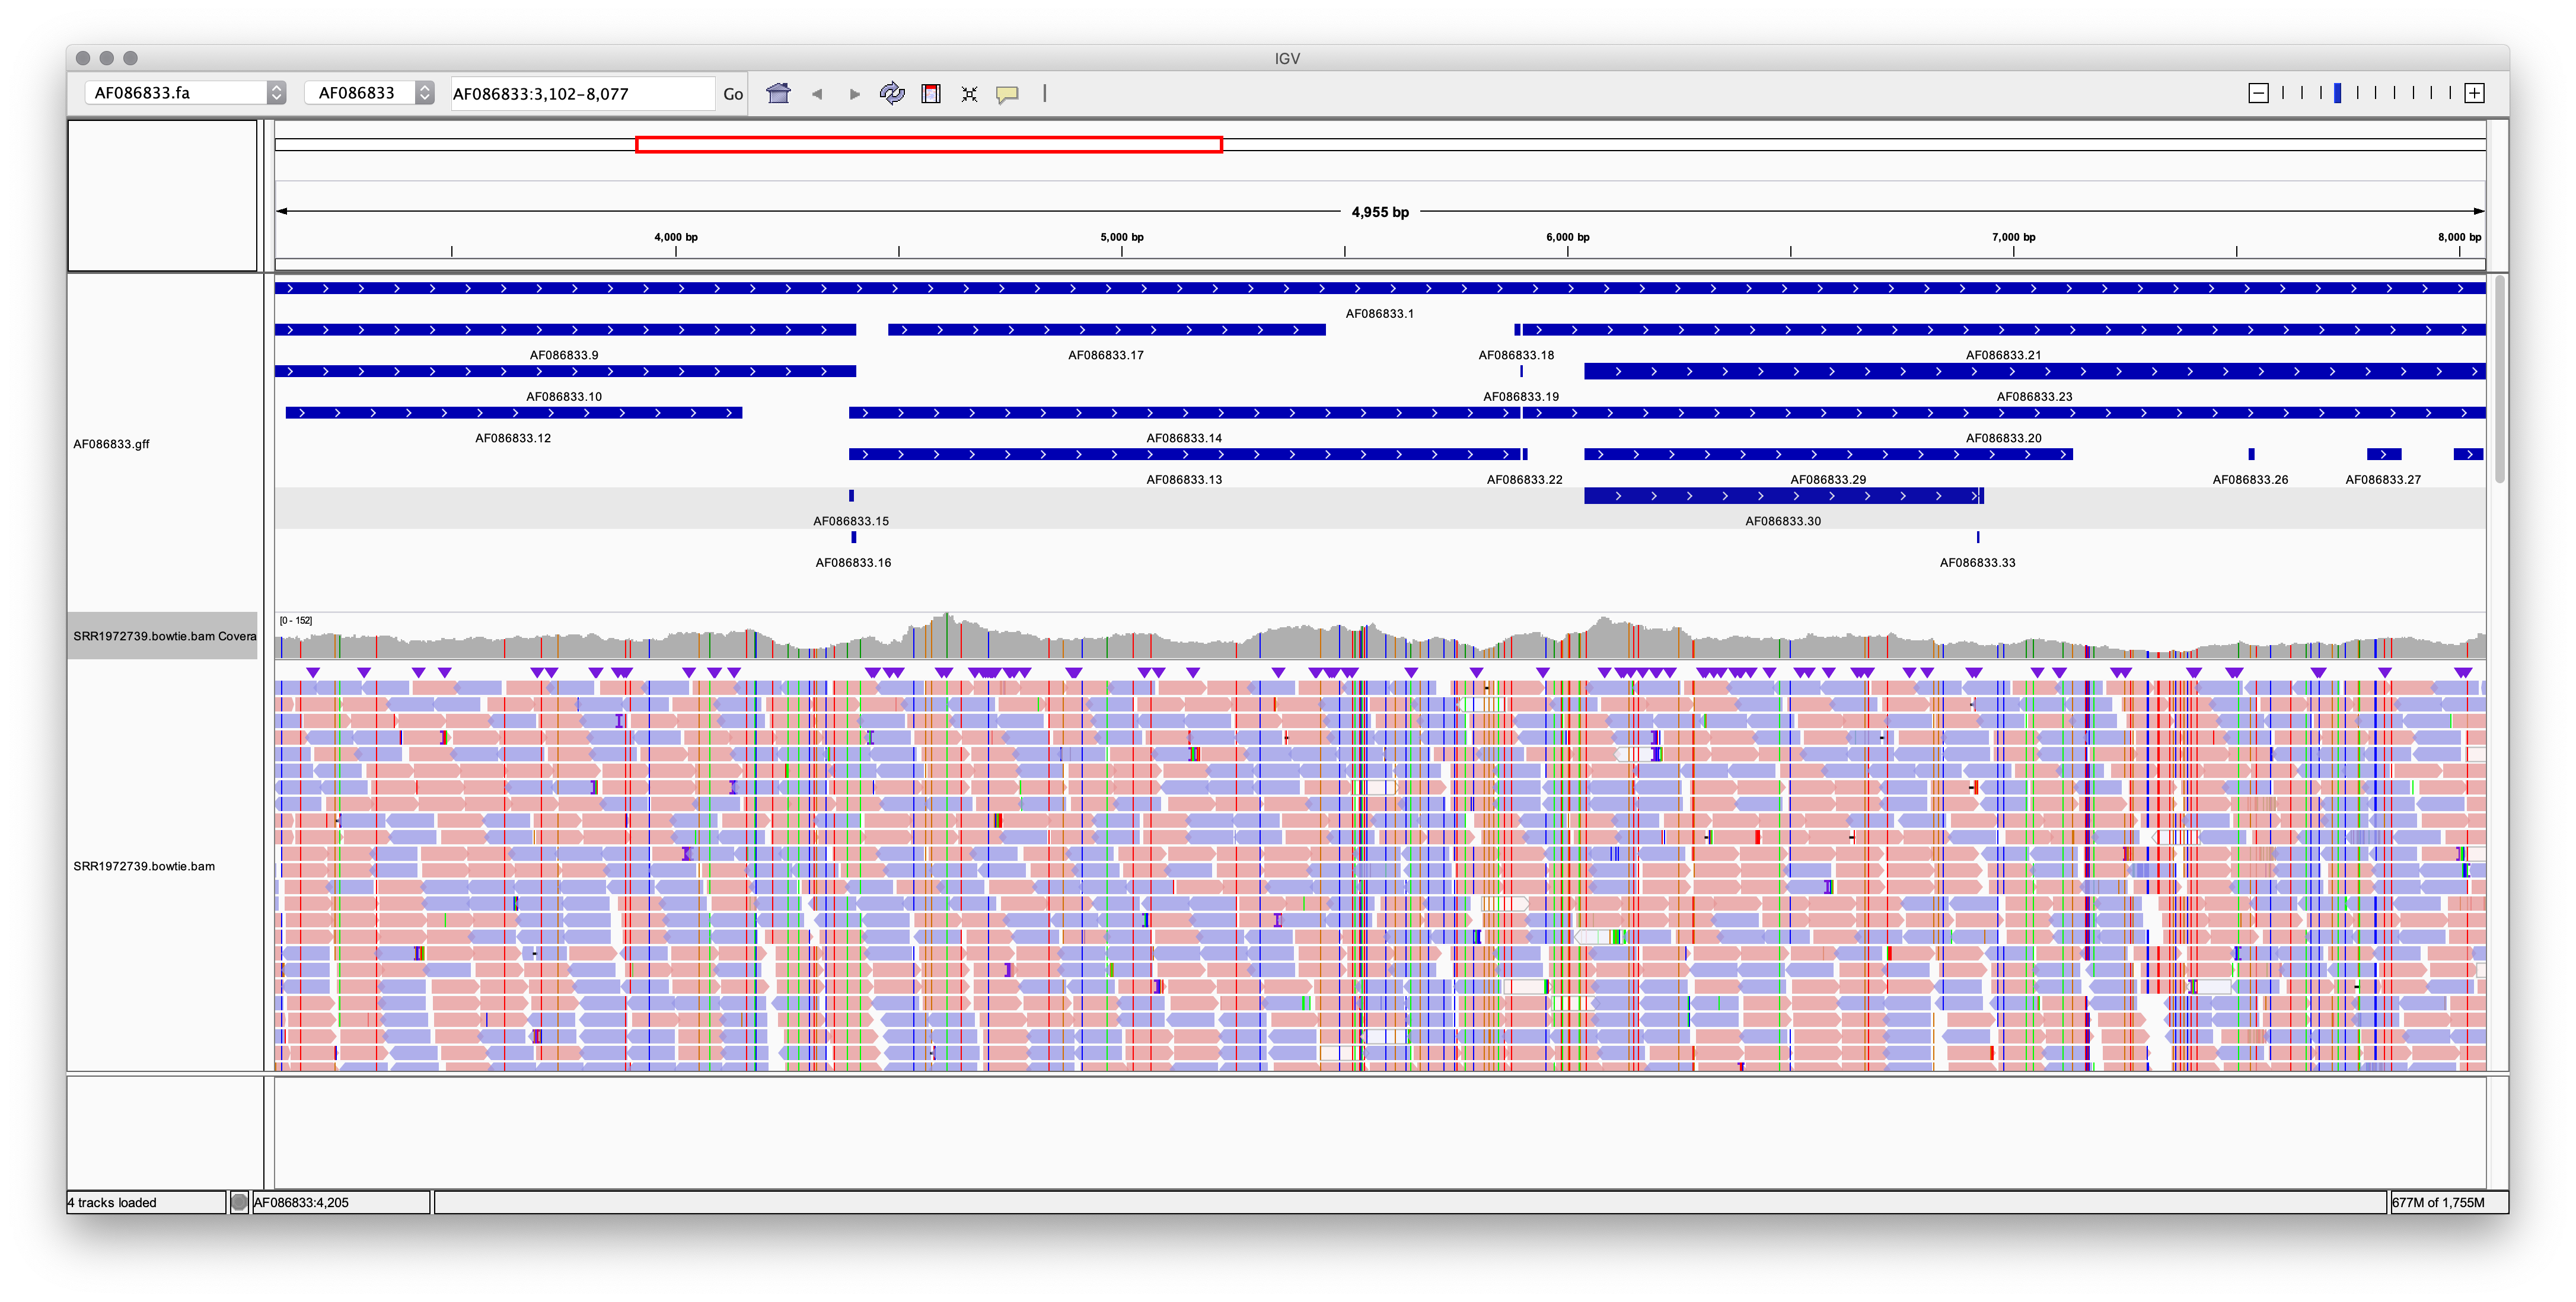 IGV
AF086833.fa AF086833 AF086833:3,102-8,077 Go
4,955 bp
4,000 bp 5,000 bp 6,000 bp 7,000 bp 8,000 bp
AF086833.1
AF086833.9 AF086833.17 AF086833.18 AF086833.21
AF086833.10 AF086833.19 AF086833.23
AF086833.12 AF086833.14 AF086833.20
AF086833.gff
AF086833.13 AF086833.22 AF086833.29 AF086833.26 AF086833.27
AF086833.15 AF086833.30
AF086833.16 AF086833.33
[0 - 152]
SRR1972739.bowtie.bam Covera
SRR1972739.bowtie.bam
4 tracks loaded AF086833:4,205 677M of 1,755M